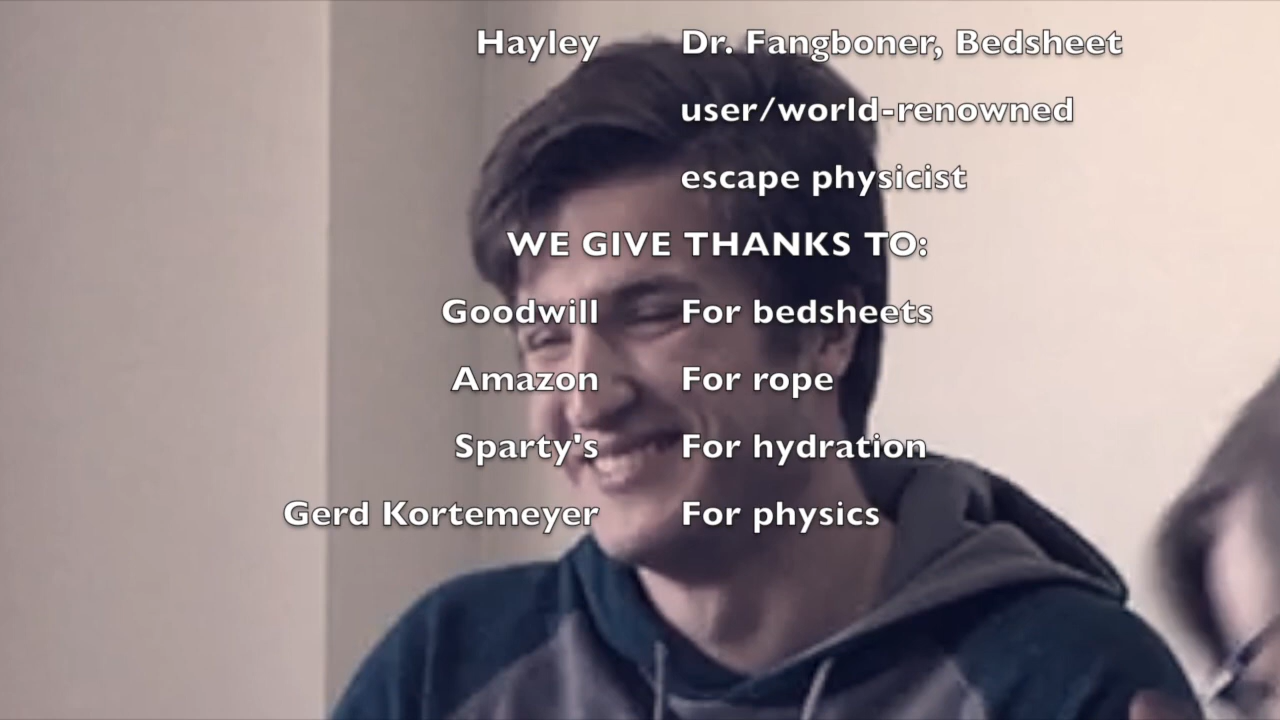 Hayley Dr. Fangboner, Bedsheet
user/world-renowned
escape physicist
WE GIVE THANKS TO:
Goodwill For bedsheets
Amazon For rope
Sparty's For hydration
Gerd Kortemeyer For physics